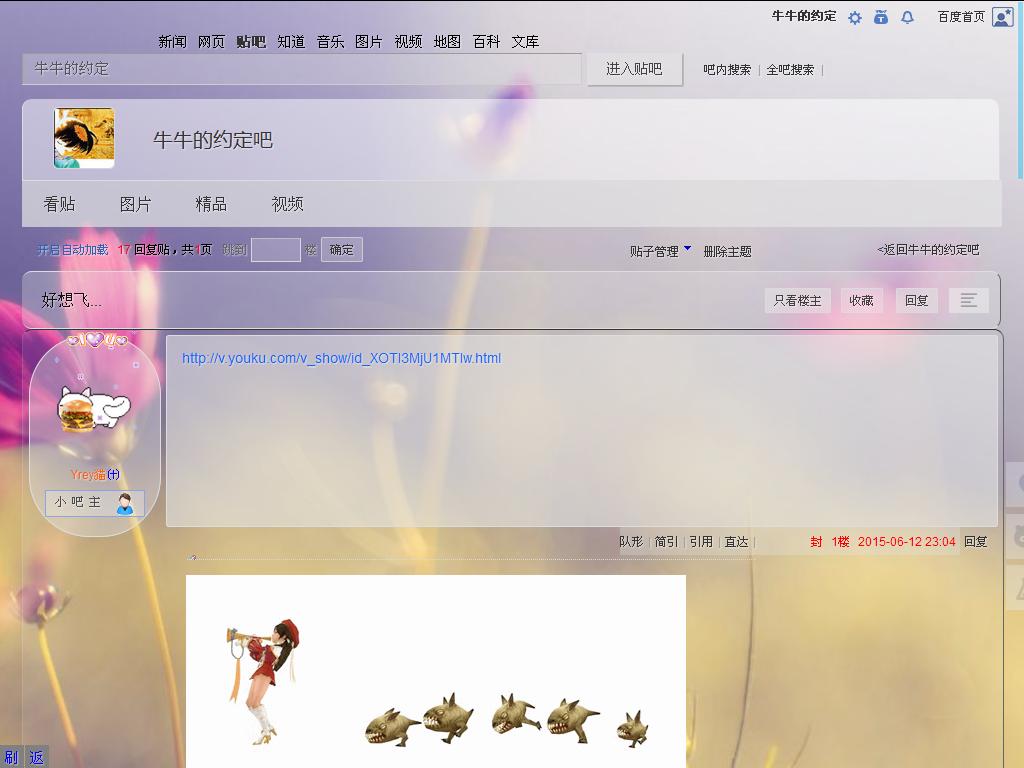 牛牛的约定 百度首页
新闻 网页 贴吧 知道 音乐 图片 视频 地图 百科 文库
牛牛的约定 进入贴吧 吧内搜索 | 全吧搜索 |
牛牛的约定吧
看贴 图片 精品 视频
开启自动加载 17 回复贴，共1页 跳到 楼 确定 贴子管理 删除主题 <返回牛牛的约定吧
好想飞... 只看楼主 收藏 回复
http://v.youku.com/v_show/id_XOTI3MjU1MTIw.html
Yrey猫(†)
小吧主
队形 | 简引 | 引用 | 直达 | 封 1楼 2015-06-12 23:04 回复
刷 返